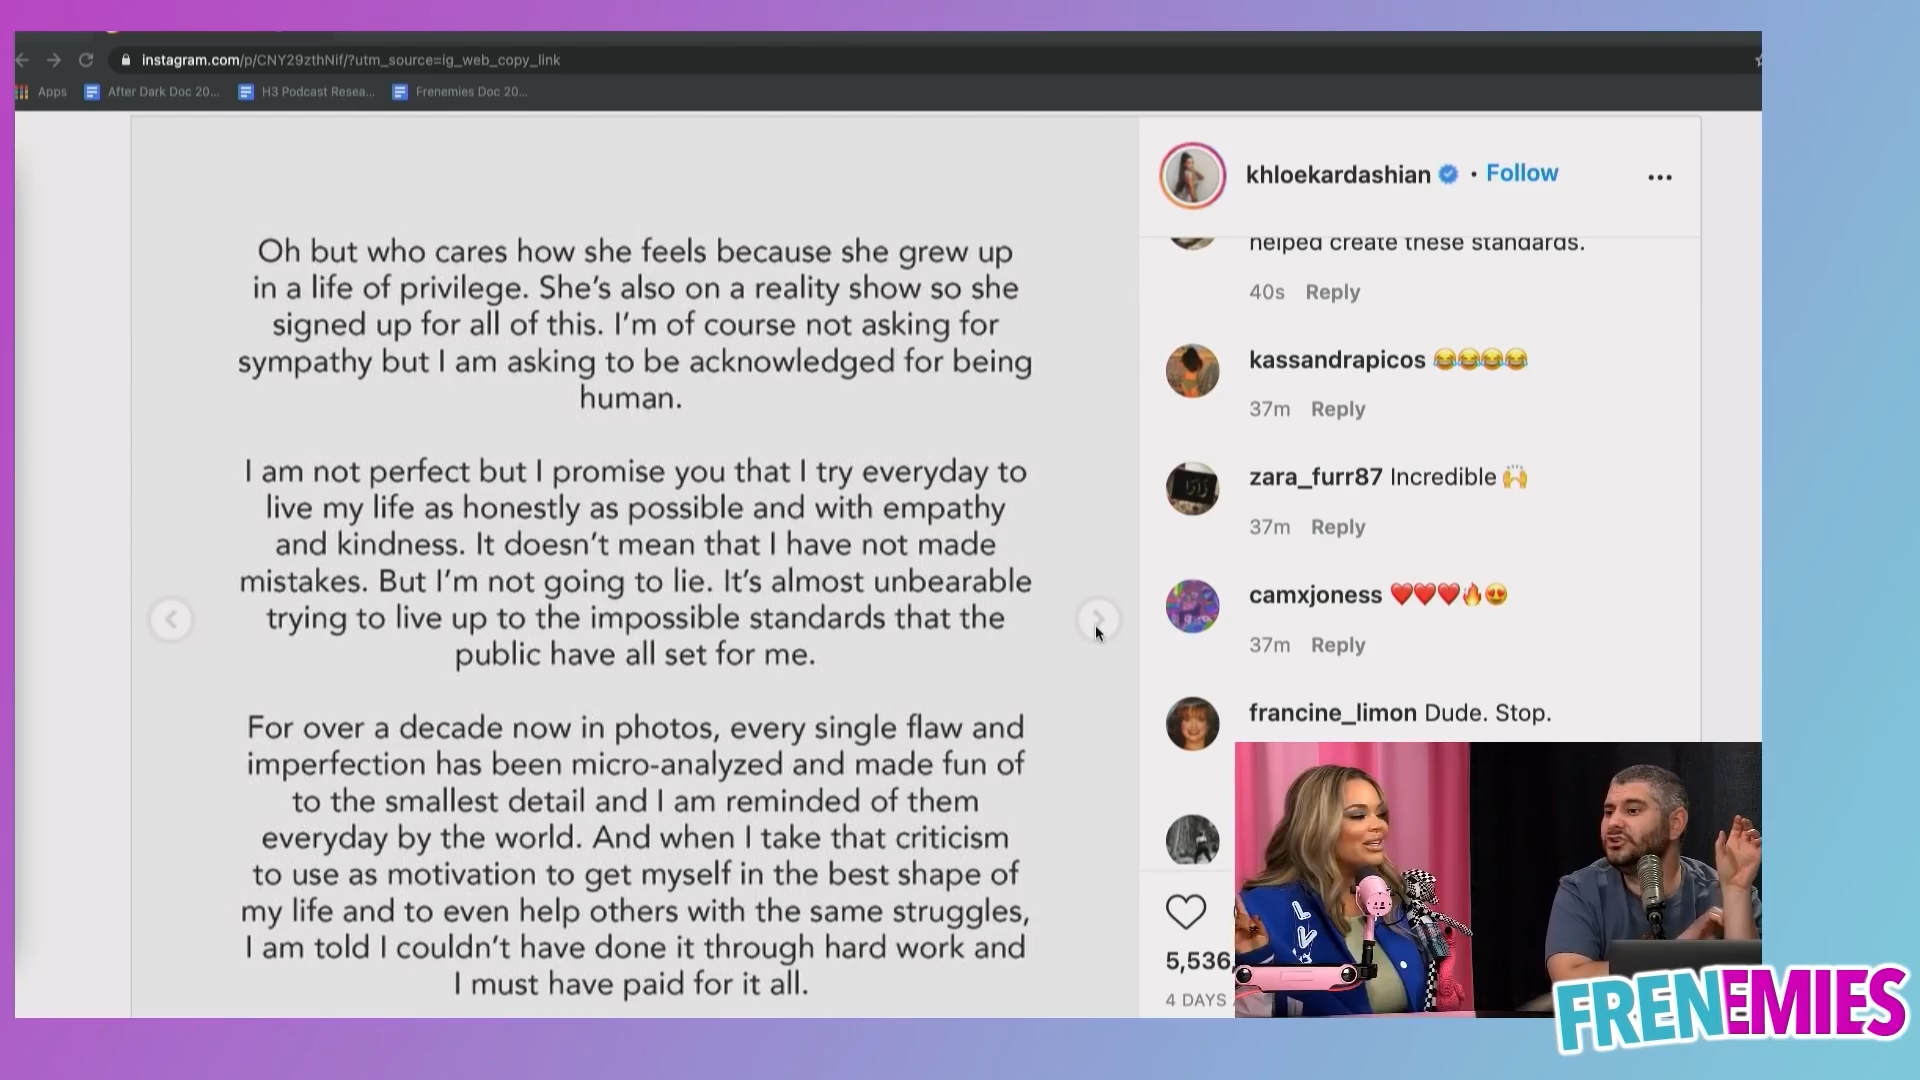 instagram.com/p/CNY29zthNif/?utm_source=ig_web_copy_link
Apps
After Dark Doc 20...
H3 Podcast Resea...
Frenemies Doc 20...
Oh but who cares how she feels because she grew up
in a life of privilege. She's also on a reality show so she
signed up for all of this. I'm of course not asking for
sympathy but I am asking to be acknowledged for being
human.
I am not perfect but I promise you that I try everyday to
live my life as honestly as possible and with empathy
and kindness. It doesn't mean that I have not made
mistakes. But I'm not going to lie. It's almost unbearable
trying to live up to the impossible standards that the
public have all set for me.
For over a decade now in photos, every single flaw and
imperfection has been micro-analyzed and made fun of
to the smallest detail and I am reminded of them
everyday by the world. And when I take that criticism
to use as motivation to get myself in the best shape of
my life and to even help others with the same struggles,
I am told I couldn't have done it through hard work and
I must have paid for it all.
khloekardashian • Follow
helped create these standards.
40s Reply
kassandrapicos 😂😂😂😂
37m Reply
zara_furr87 Incredible 🙌
37m Reply
camxjoness ❤️❤️❤️🔥😍
37m Reply
francine_limon Dude. Stop.
5,536,
4 DAYS
FRENEMIES